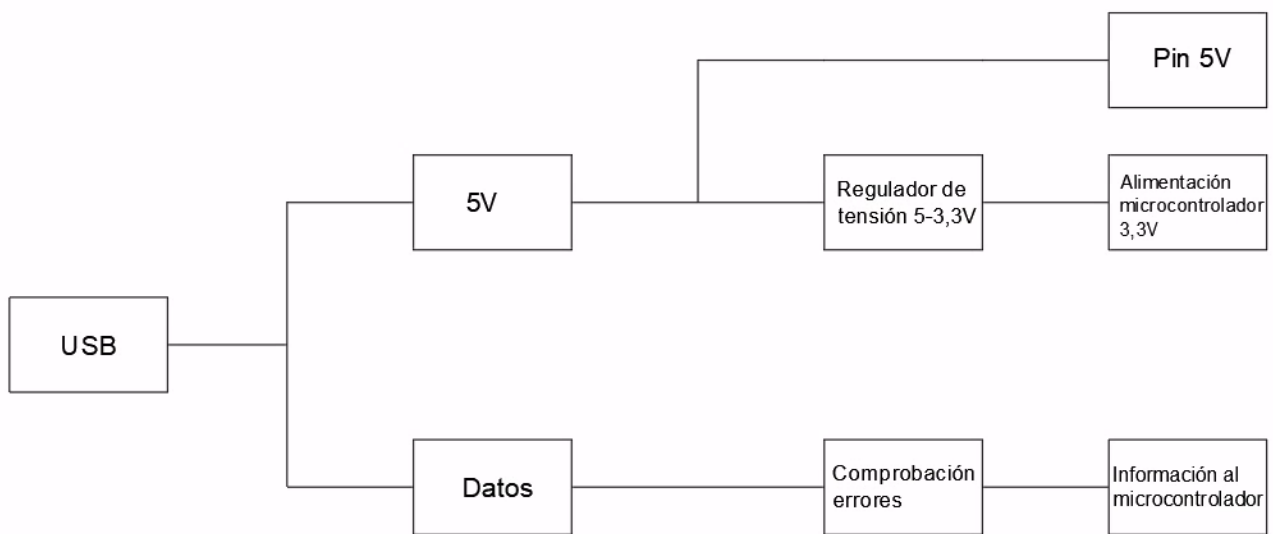 Pin 5V
5V
Regulador de
tensión 5-3,3V
Alimentación
microcontrolador
3,3V
USB
Datos
Comprobación
errores
Información al
microcontrolador